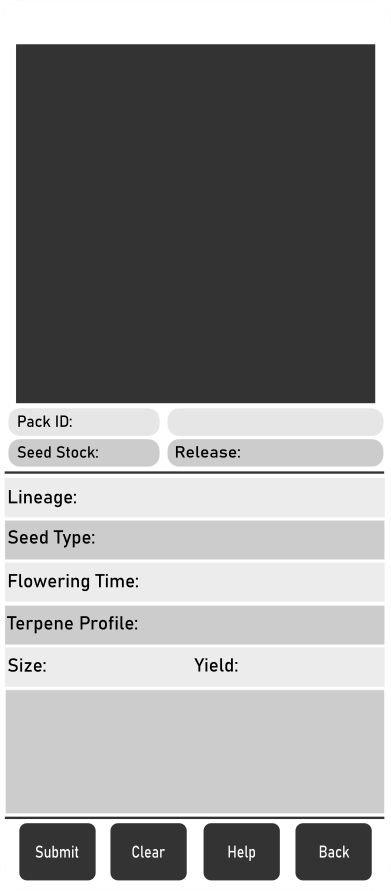 Pack ID:
Seed Stock: Release:
Lineage:
Seed Type:
Flowering Time:
Terpene Profile:
Size: Yield:
Submit Clear Help Back